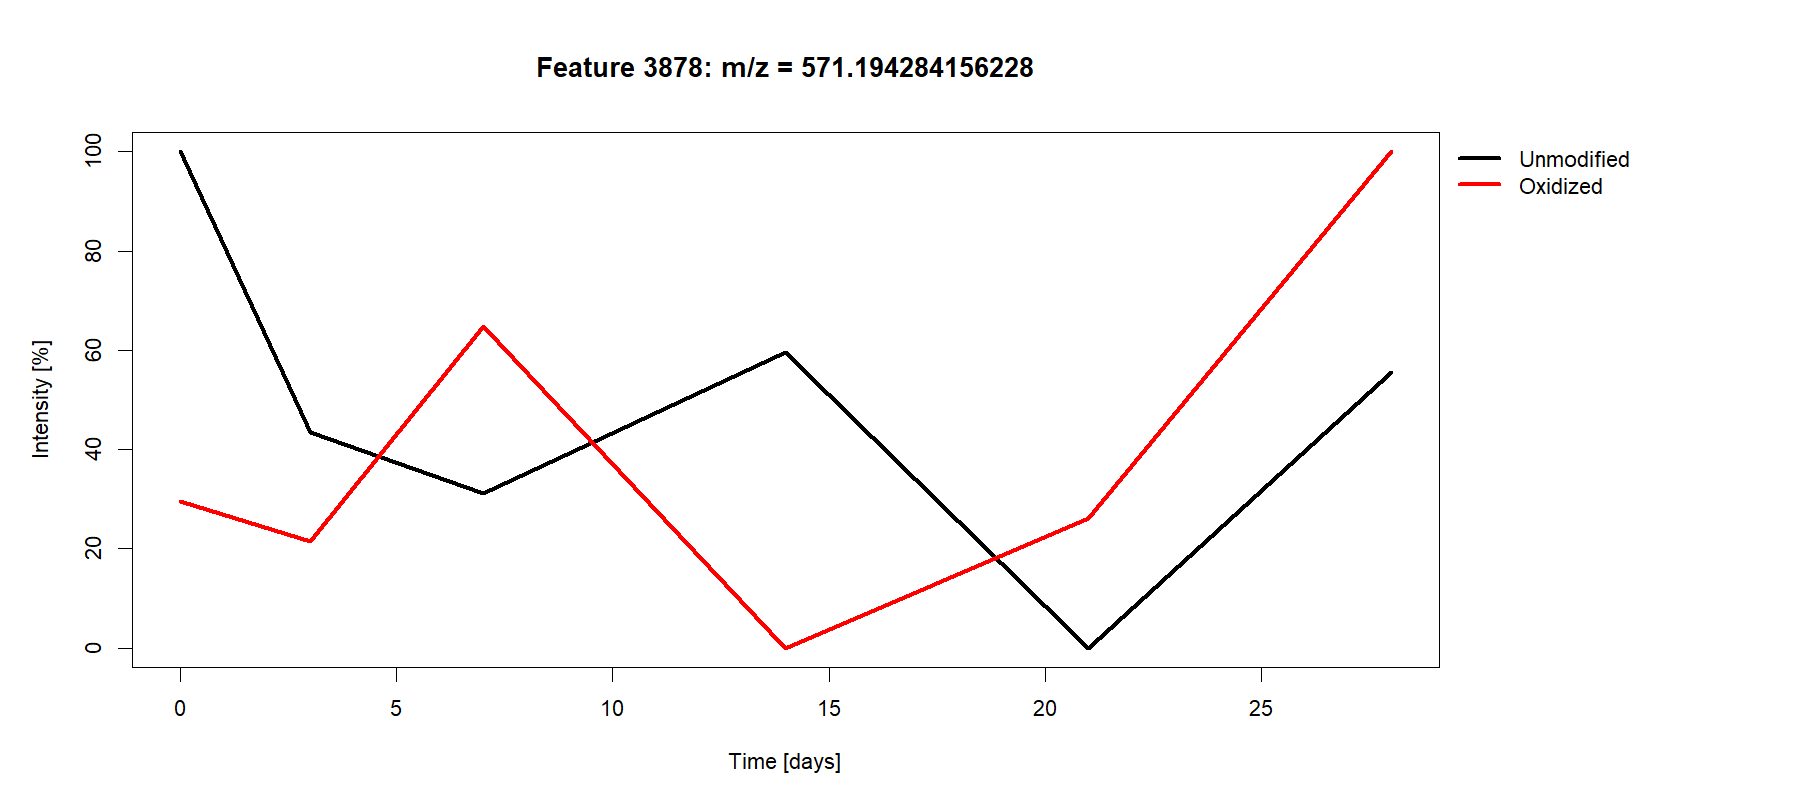 Feature 3878: m/z = 571.194284156228
Unmodified
Oxidized
Intensity [%]
100
80
60
40
20
0
0 5 10 15 20 25
Time [days]